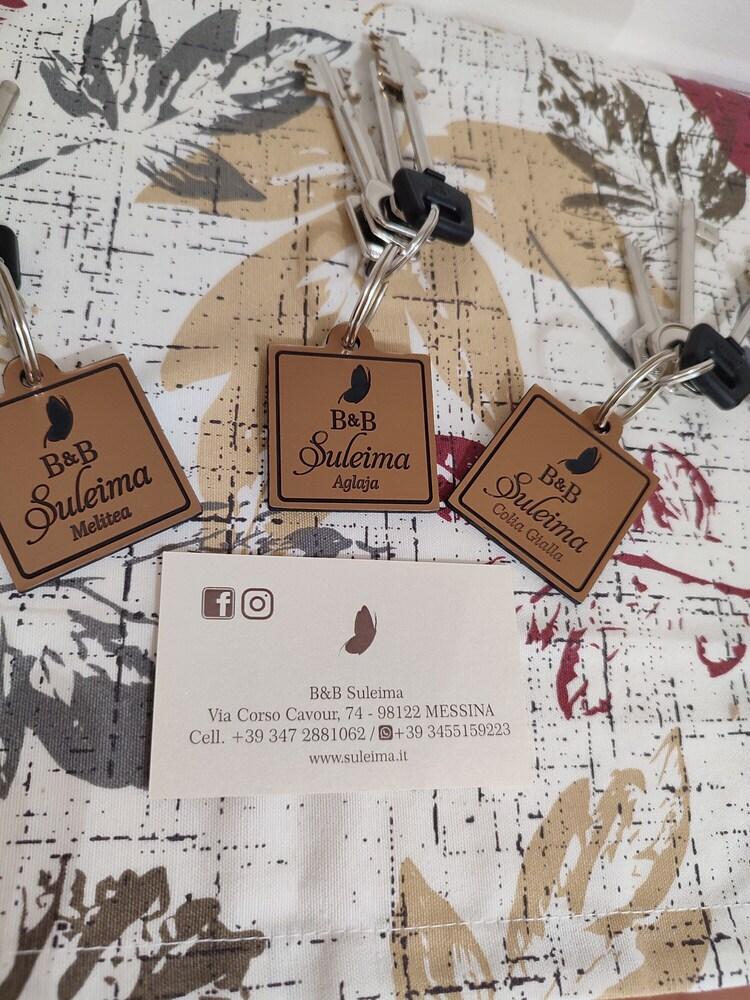 B&B
Suleima
Melitea
B&B
Suleima
Aglaja
B&B
Suleima
Colia Gialla
B&B Suleima
Via Corso Cavour, 74 - 98122 MESSINA
Cell. +39 347 2881062 / +39 3455159223
www.suleima.it